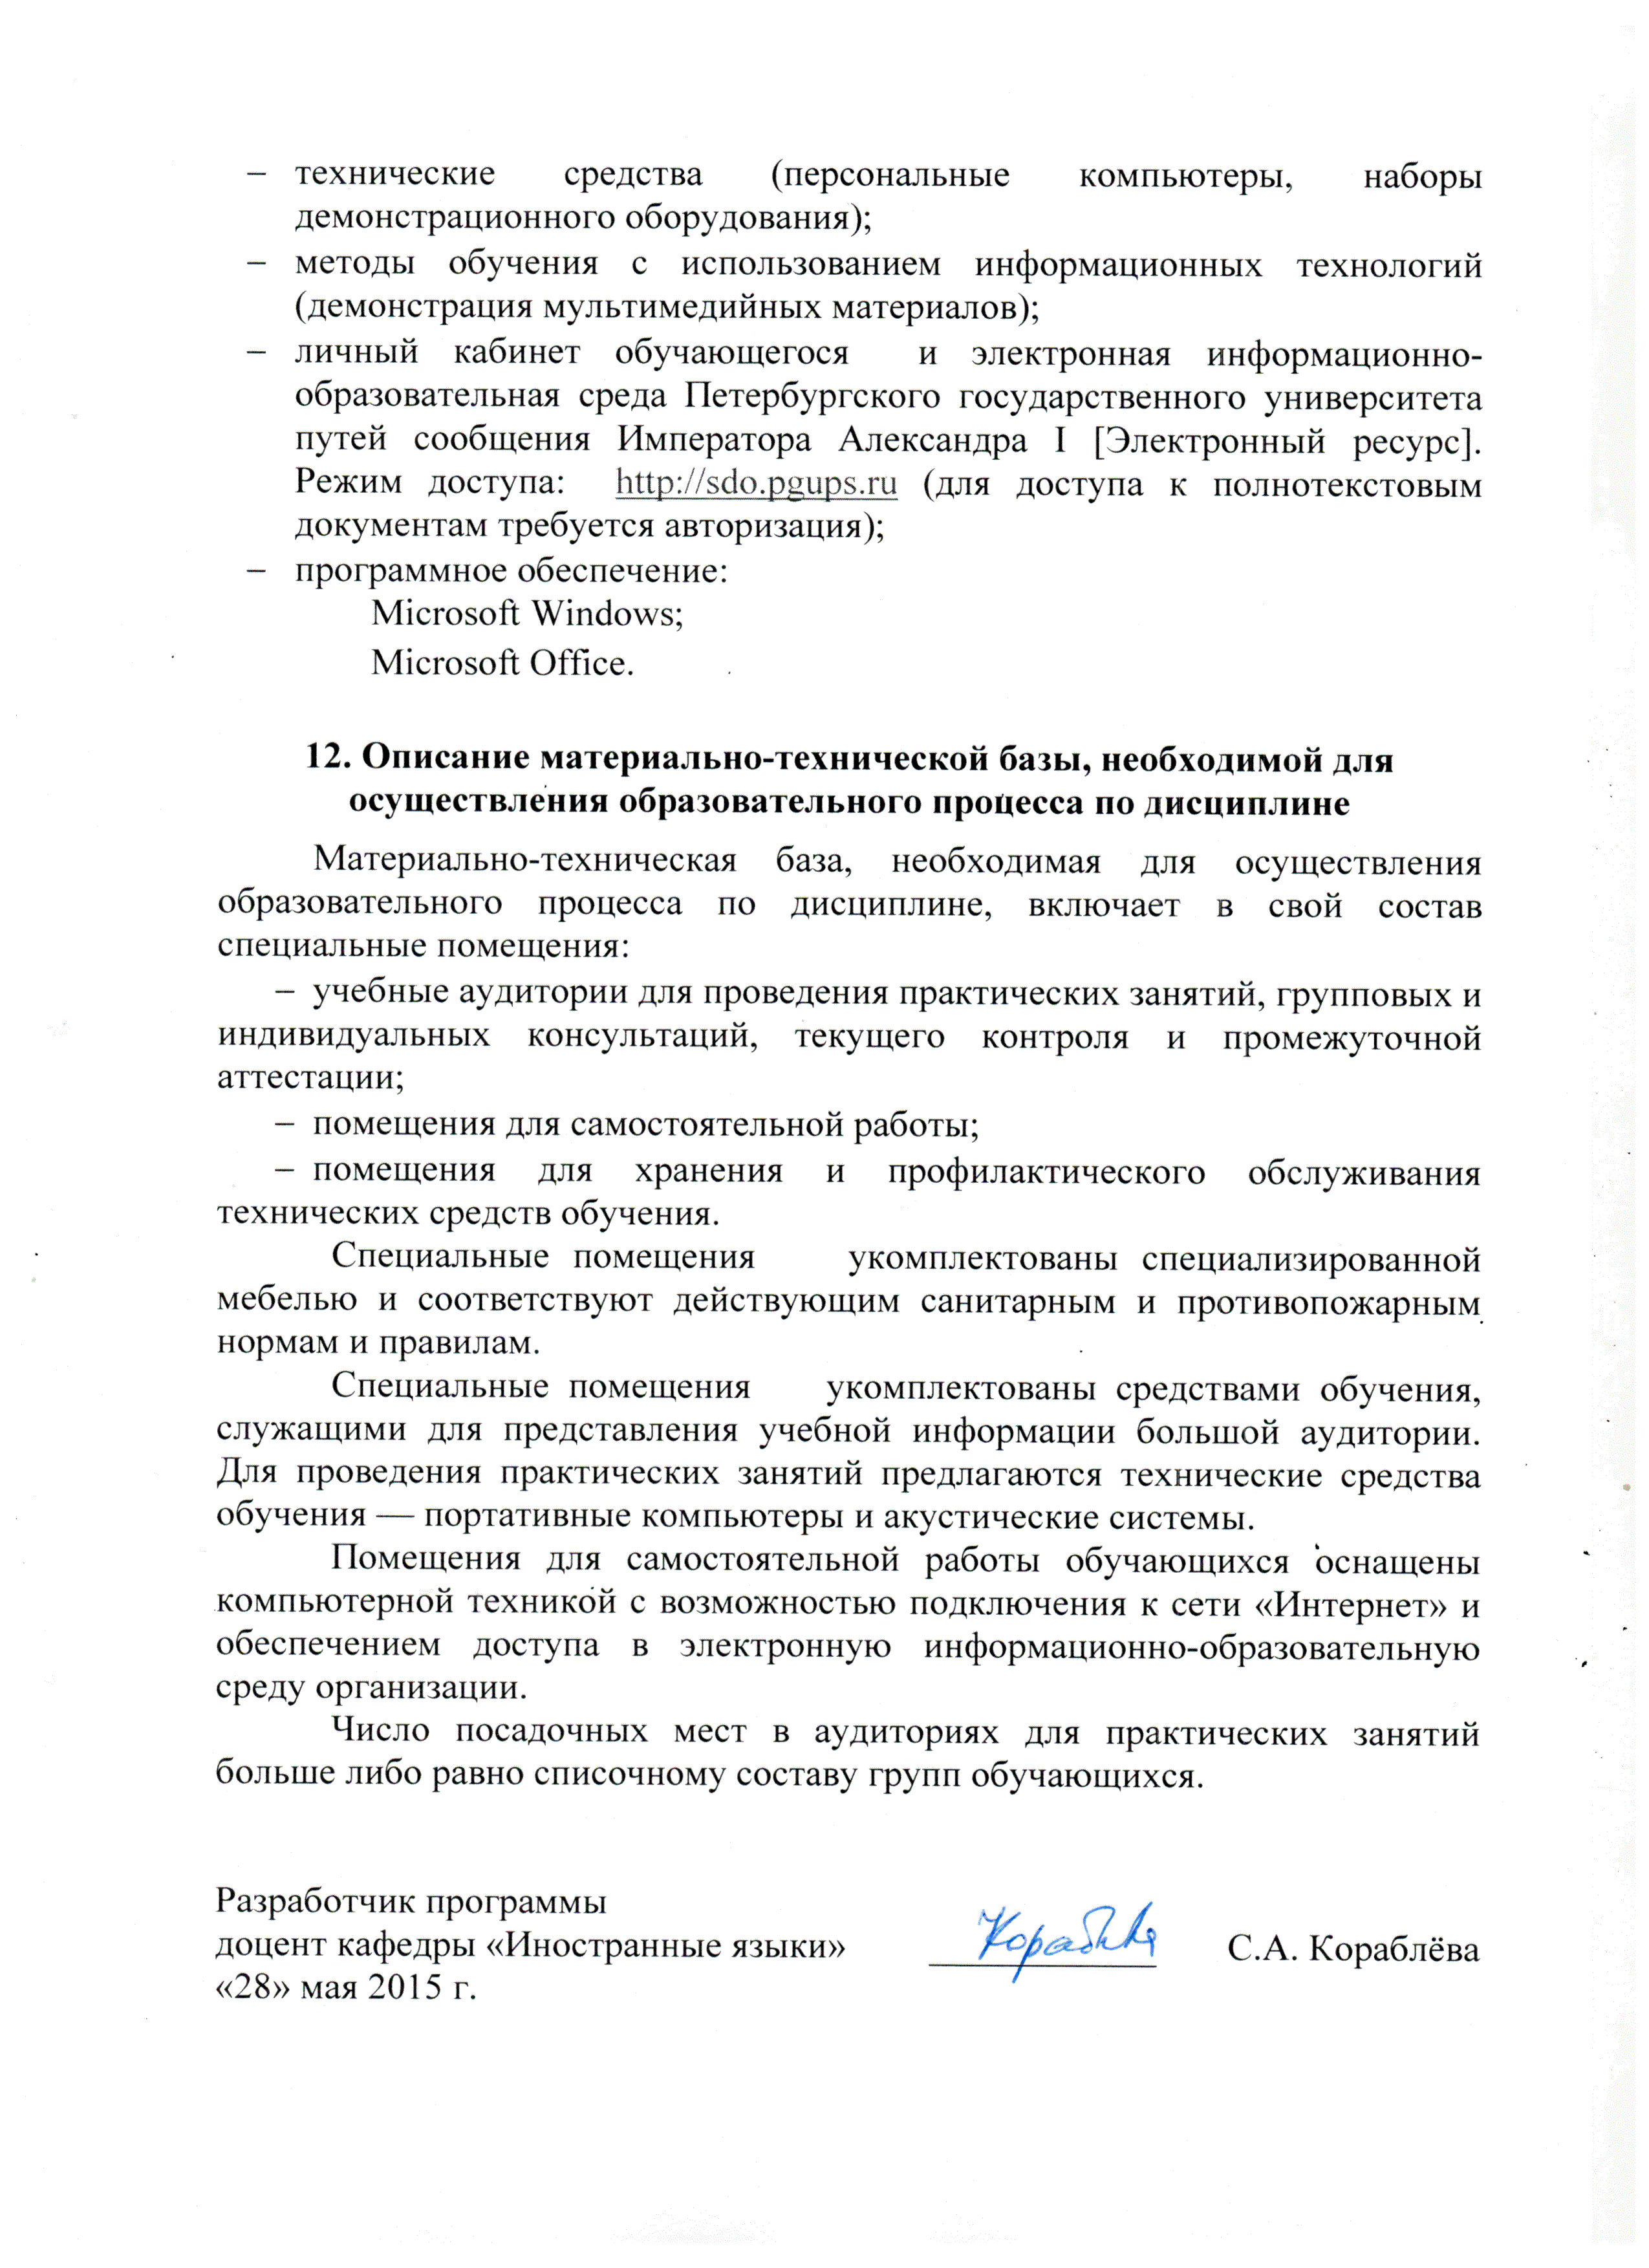 – технические средства (персональные компьютеры, наборы
демонстрационного оборудования);
– методы обучения с использованием информационных технологий
(демонстрация мультимедийных материалов);
– личный кабинет обучающегося и электронная информационно-
образовательная среда Петербургского государственного университета
путей сообщения Императора Александра I [Электронный ресурс].
Режим доступа: http://sdo.pgups.ru (для доступа к полнотекстовым
документам требуется авторизация);
– программное обеспечение:
Microsoft Windows;
Microsoft Office.
12. Описание материально-технической базы, необходимой для
осуществления образовательного процесса по дисциплине
Материально-техническая база, необходимая для осуществления
образовательного процесса по дисциплине, включает в свой состав
специальные помещения:
– учебные аудитории для проведения практических занятий, групповых и
индивидуальных консультаций, текущего контроля и промежуточной
аттестации;
– помещения для самостоятельной работы;
– помещения для хранения и профилактического обслуживания
технических средств обучения.
Специальные помещения укомплектованы специализированной
мебелью и соответствуют действующим санитарным и противопожарным
нормам и правилам.
Специальные помещения укомплектованы средствами обучения,
служащими для представления учебной информации большой аудитории.
Для проведения практических занятий предлагаются технические средства
обучения — портативные компьютеры и акустические системы.
Помещения для самостоятельной работы обучающихся оснащены
компьютерной техникой с возможностью подключения к сети «Интернет» и
обеспечением доступа в электронную информационно-образовательную
среду организации.
Число посадочных мест в аудиториях для практических занятий
больше либо равно списочному составу групп обучающихся.
Разработчик программы
доцент кафедры «Иностранные языки» С.А. Кораблёва
«28» мая 2015 г.